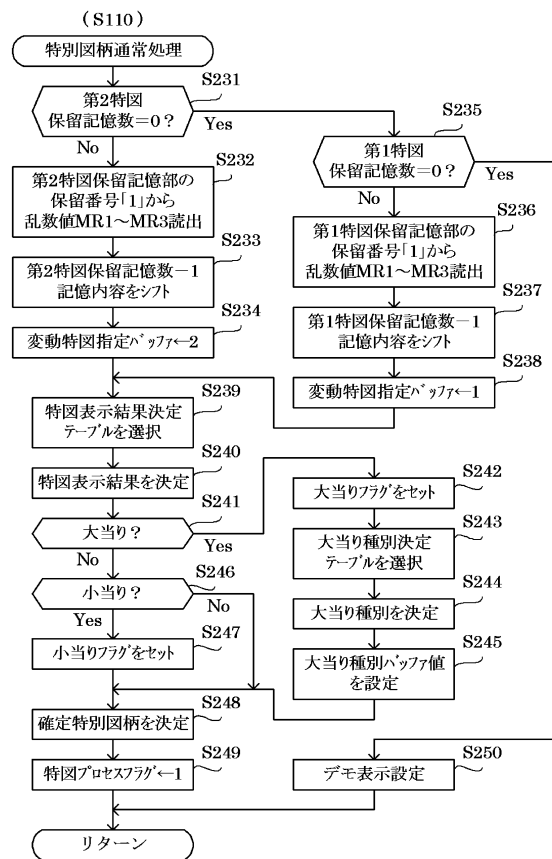 (S110)
特別図柄通常処理
S231
第2特図
保留記憶数=0?
Yes
No
S235
第1特図
保留記憶数=0?
Yes
No
S232
第2特図保留記憶部の
保留番号「1」から
乱数値MR1~MR3読出
S236
第1特図保留記憶部の
保留番号「1」から
乱数値MR1~MR3読出
S233
第2特図保留記憶数-1
記憶内容をシフト
S237
第1特図保留記憶数-1
記憶内容をシフト
S234
変動特図指定バッファ←2
S238
変動特図指定バッファ←1
S239
特図表示結果決定
テーブルを選択
S240
特図表示結果を決定
S241
大当り?
Yes
No
S242
大当りフラグをセット
S243
大当り種別決定
テーブルを選択
S244
大当り種別を決定
S245
大当り種別バッファ値
を設定
S246
小当り?
No
Yes
S247
小当りフラグをセット
S248
確定特別図柄を決定
S249
特図プロセスフラグ←1
S250
デモ表示設定
リターン